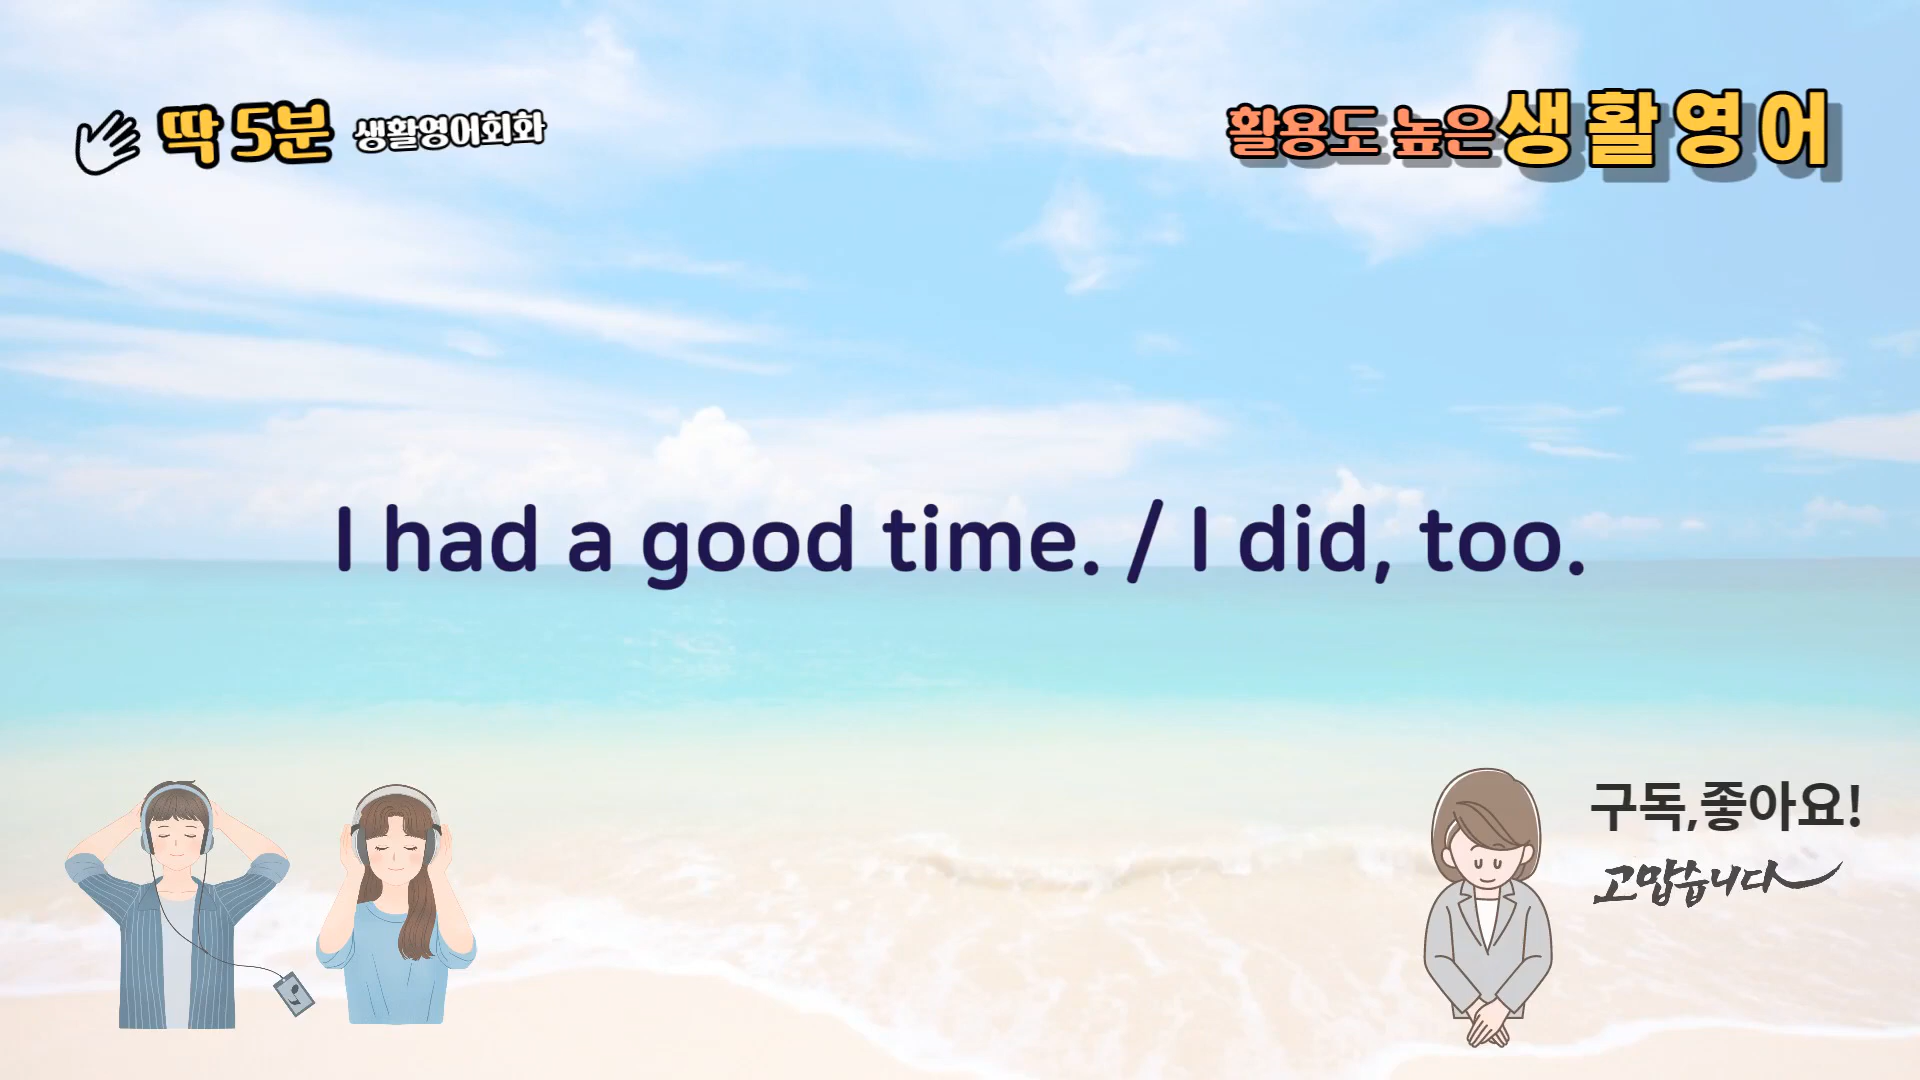 딱 5분 생활영어회화
활용도 높은 생활영어
I had a good time. / I did, too.
구독,좋아요!
고맙습니다